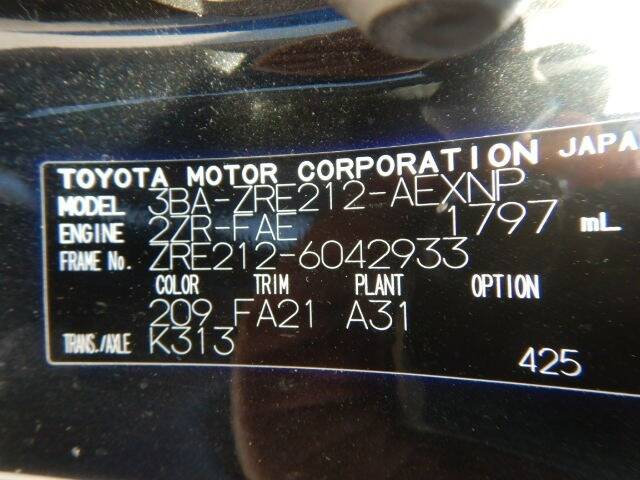 TOYOTA MOTOR CORPORATION JAPA
MODEL 3BA-ZRE212-AEXNP
ENGINE 2ZR-FAE 1797 mL
FRAME No. ZRE212-6042933
COLOR TRIM PLANT OPTION
209 FA21 A31
TRANS./AXLE K313
425